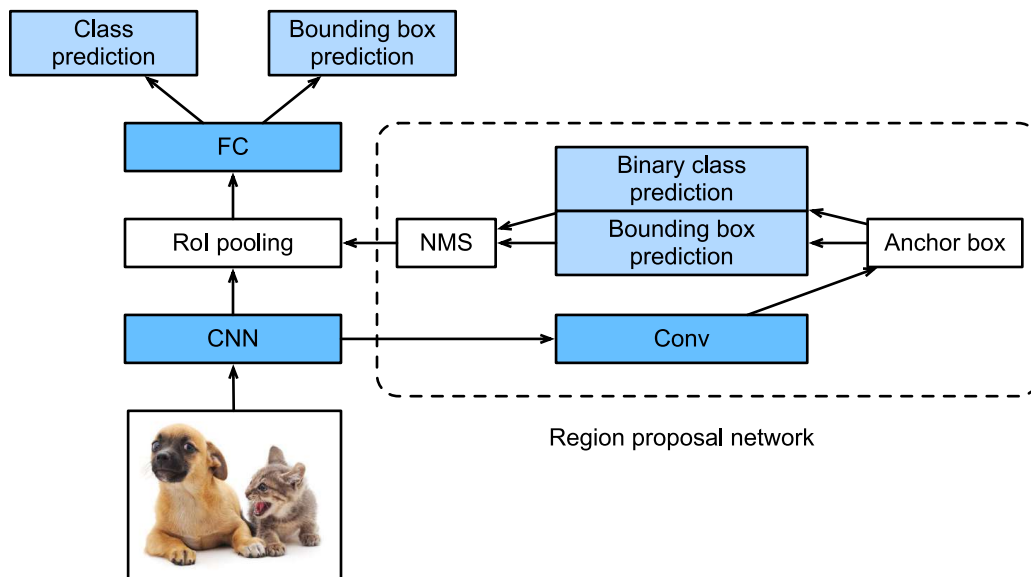 Class
prediction
Bounding box
prediction
FC
Binary class
prediction
RoI pooling
NMS
Bounding box
prediction
Anchor box
CNN
Conv
Region proposal network